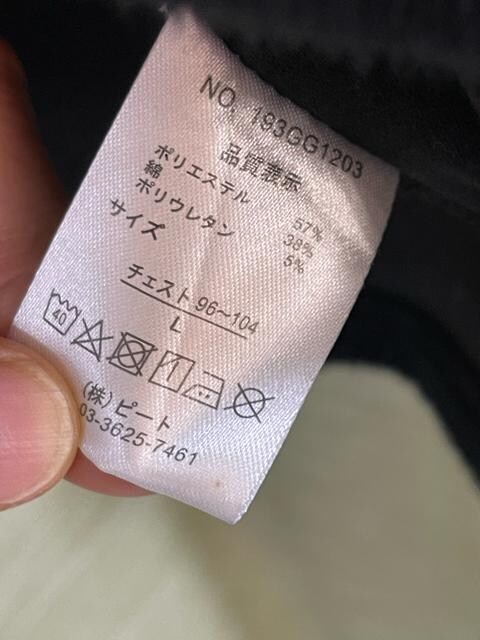 NO. 193GG1203
品質表示
ポリエステル 57%
綿 38%
ポリウレタン 5%
サイズ
チェスト 96~104
L
40
(株)ピート
03-3625-7461